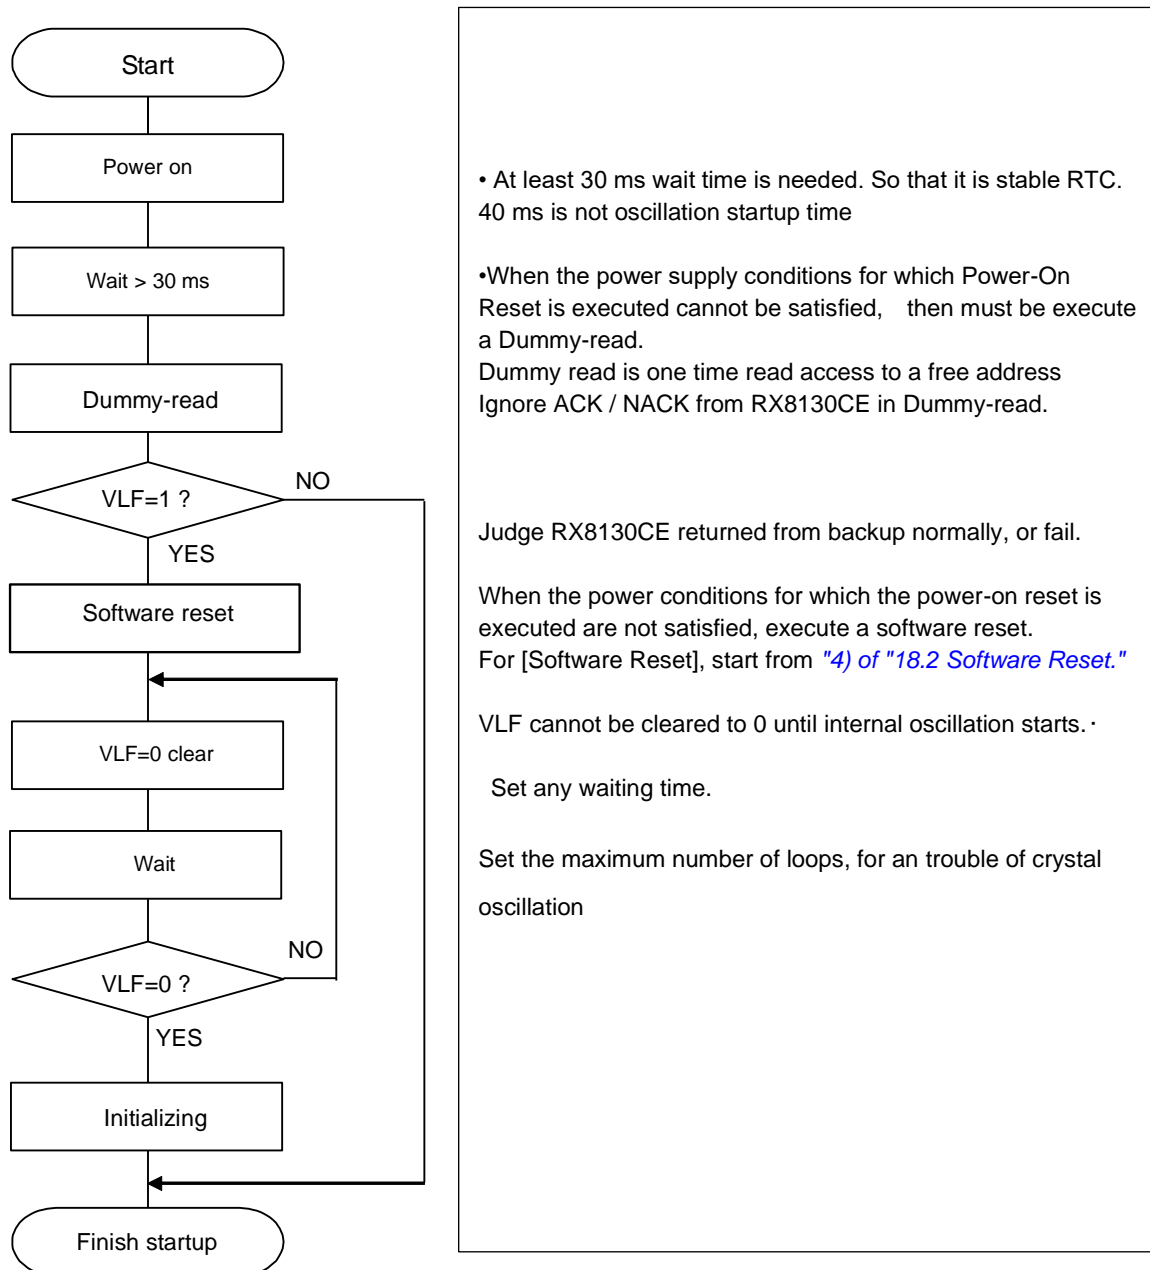 Start
Power on
Wait > 30 ms
Dummy-read
VLF=1 ?
NO
YES
Software reset
VLF=0 clear
Wait
VLF=0 ?
NO
YES
Initializing
Finish startup
• At least 30 ms wait time is needed. So that it is stable RTC.
40 ms is not oscillation startup time
•When the power supply conditions for which Power-On
Reset is executed cannot be satisfied, then must be execute
a Dummy-read.
Dummy read is one time read access to a free address
Ignore ACK / NACK from RX8130CE in Dummy-read.
Judge RX8130CE returned from backup normally, or fail.
When the power conditions for which the power-on reset is
executed are not satisfied, execute a software reset.
For [Software Reset], start from "4) of "18.2 Software Reset."
VLF cannot be cleared to 0 until internal oscillation starts. ·
Set any waiting time.
Set the maximum number of loops, for an trouble of crystal
oscillation